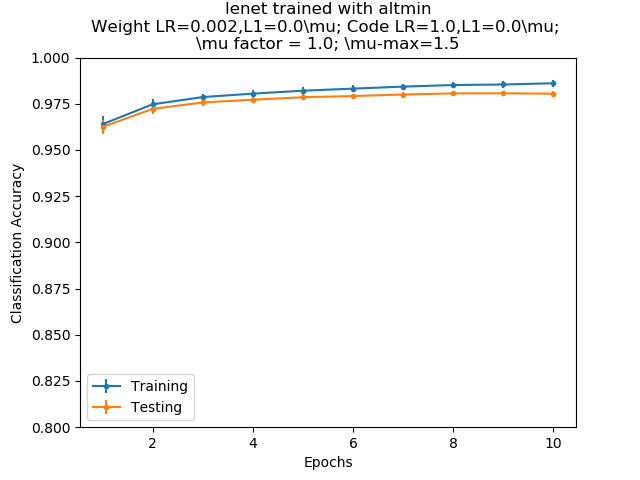 lenet trained with altmin
Weight LR=0.002,L1=0.0\mu; Code LR=1.0,L1=0.0\mu;
\mu factor = 1.0; \mu-max=1.5
1.000
0.975
0.950
0.925
0.900
0.875
0.850
0.825
0.800
Classification Accuracy
Training
Testing
2 4 6 8 10
Epochs